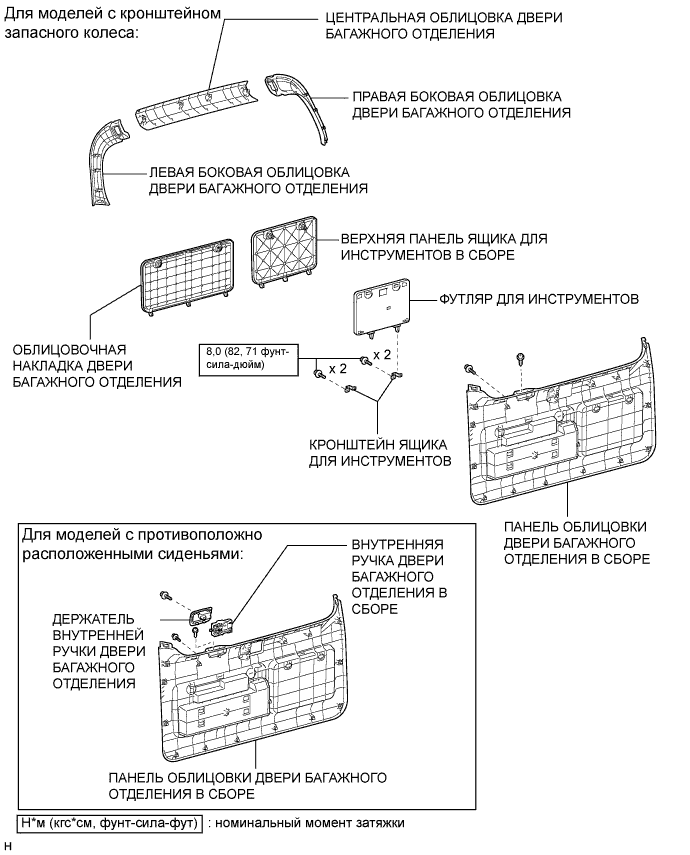 Для моделей с кронштейном
запасного колеса:
ЦЕНТРАЛЬНАЯ ОБЛИЦОВКА ДВЕРИ
БАГАЖНОГО ОТДЕЛЕНИЯ
ПРАВАЯ БОКОВАЯ ОБЛИЦОВКА
ДВЕРИ БАГАЖНОГО ОТДЕЛЕНИЯ
ЛЕВАЯ БОКОВАЯ ОБЛИЦОВКА
ДВЕРИ БАГАЖНОГО ОТДЕЛЕНИЯ
ВЕРХНЯЯ ПАНЕЛЬ ЯЩИКА ДЛЯ
ИНСТРУМЕНТОВ В СБОРЕ
ФУТЛЯР ДЛЯ ИНСТРУМЕНТОВ
ОБЛИЦОВОЧНАЯ
НАКЛАДКА ДВЕРИ
БАГАЖНОГО ОТДЕЛЕНИЯ
8,0 (82, 71 фунт-
сила-дюйм)
x 2
x 2
КРОНШТЕЙН ЯЩИКА
ДЛЯ ИНСТРУМЕНТОВ
ПАНЕЛЬ ОБЛИЦОВКИ
ДВЕРИ БАГАЖНОГО
ОТДЕЛЕНИЯ В СБОРЕ
Для моделей с противоположно
расположенными сиденьями:
ВНУТРЕННЯЯ
РУЧКА ДВЕРИ
БАГАЖНОГО
ОТДЕЛЕНИЯ В
СБОРЕ
ДЕРЖАТЕЛЬ
ВНУТРЕННЕЙ
РУЧКИ ДВЕРИ
БАГАЖНОГО
ОТДЕЛЕНИЯ
ПАНЕЛЬ ОБЛИЦОВКИ ДВЕРИ БАГАЖНОГО
ОТДЕЛЕНИЯ В СБОРЕ
Н*м (кгс*см, фунт-сила-фут) : номинальный момент затяжки
H